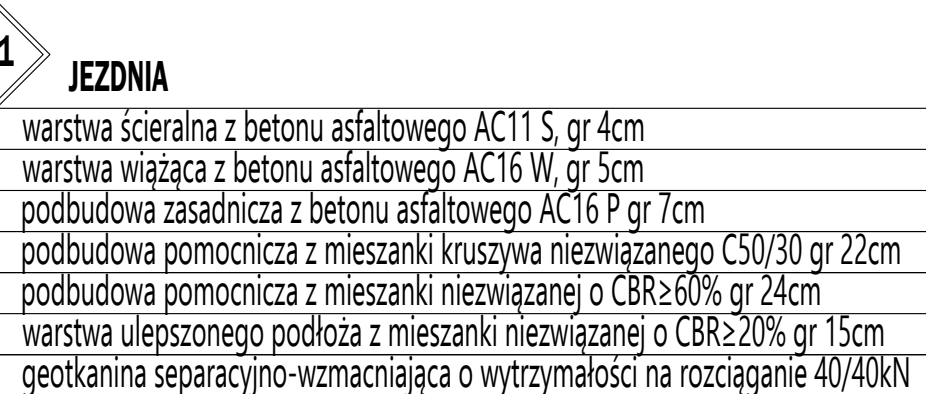 1
JEZDNIA
warstwa ścieralna z betonu asfaltowego AC11 S, gr 4cm
warstwa wiążąca z betonu asfaltowego AC16 W, gr 5cm
podbudowa zasadnicza z betonu asfaltowego AC16 P gr 7cm
podbudowa pomocnicza z mieszanki kruszywa niezwiązanego C50/30 gr 22cm
podbudowa pomocnicza z mieszanki niezwiązanej o CBR≥60% gr 24cm
warstwa ulepszonego podłoża z mieszanki niezwiązanej o CBR≥20% gr 15cm
geotkanina separacyjno-wzmacniająca o wytrzymałości na rozciąganie 40/40kN